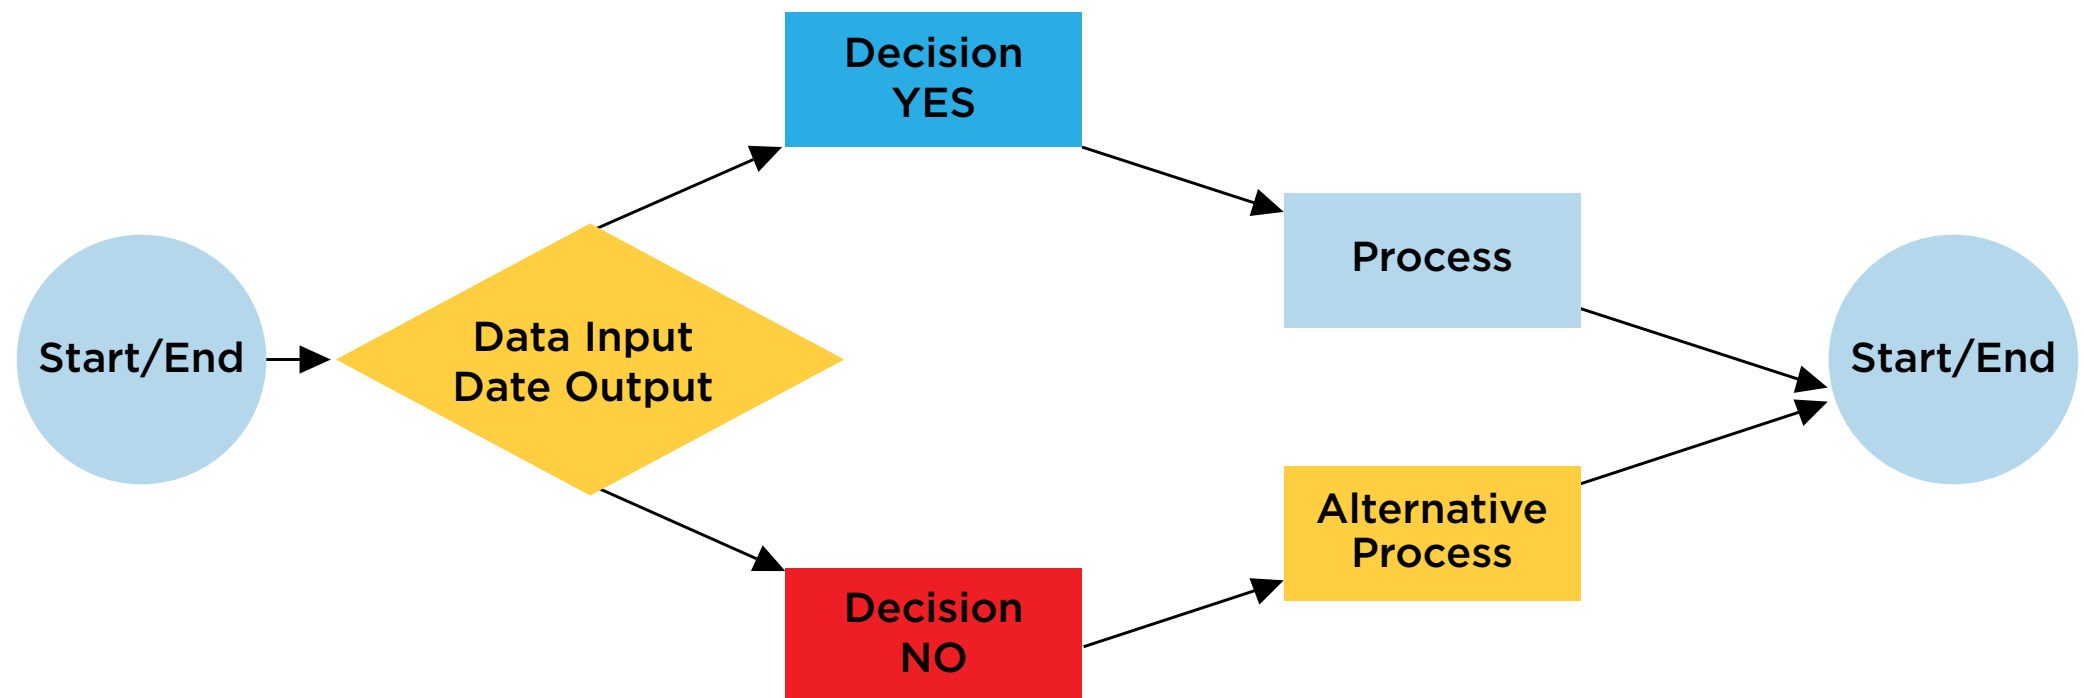 Start/End
Data Input
Date Output
Decision
YES
Decision
NO
Process
Alternative
Process
Start/End